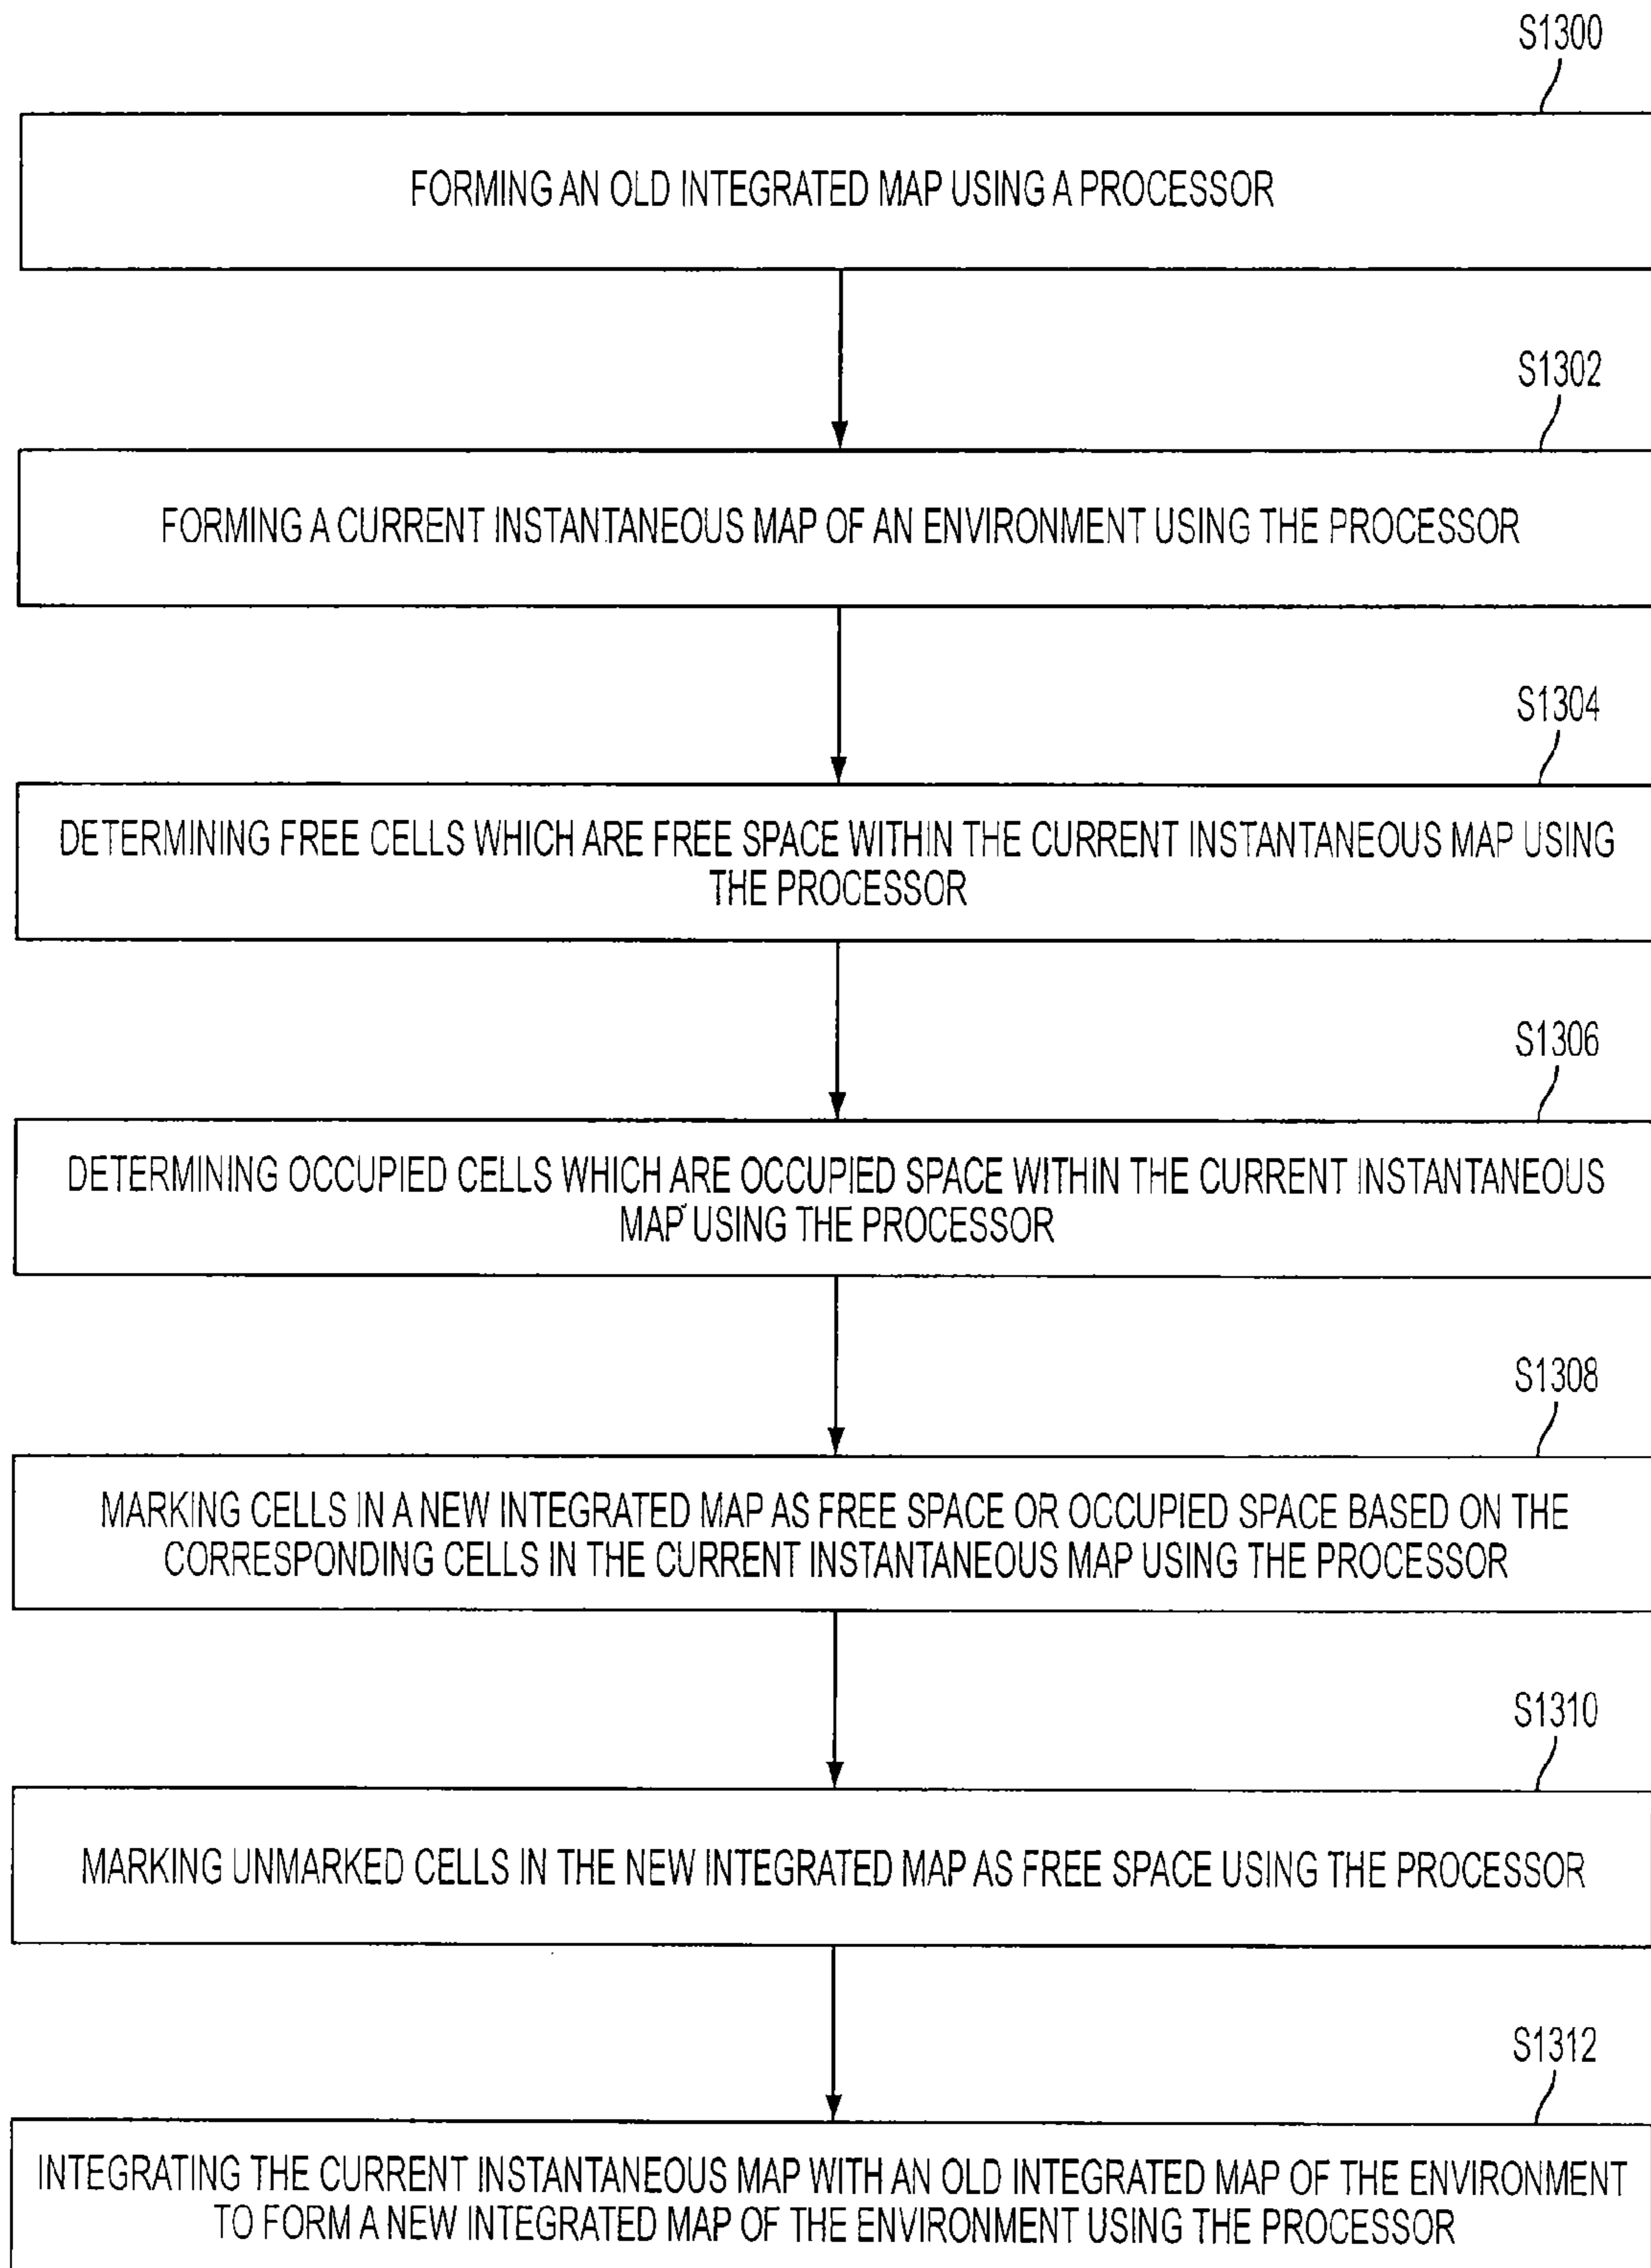 S1300
FORMING AN OLD INTEGRATED MAP USING A PROCESSOR
S1302
FORMING A CURRENT INSTANTANEOUS MAP OF AN ENVIRONMENT USING THE PROCESSOR
S1304
DETERMINING FREE CELLS WHICH ARE FREE SPACE WITHIN THE CURRENT INSTANTANEOUS MAP USING
THE PROCESSOR
S1306
DETERMINING OCCUPIED CELLS WHICH ARE OCCUPIED SPACE WITHIN THE CURRENT INSTANTANEOUS
MAP USING THE PROCESSOR
S1308
MARKING CELLS IN A NEW INTEGRATED MAP AS FREE SPACE OR OCCUPIED SPACE BASED ON THE
CORRESPONDING CELLS IN THE CURRENT INSTANTANEOUS MAP USING THE PROCESSOR
S1310
MARKING UNMARKED CELLS IN THE NEW INTEGRATED MAP AS FREE SPACE USING THE PROCESSOR
S1312
INTEGRATING THE CURRENT INSTANTANEOUS MAP WITH AN OLD INTEGRATED MAP OF THE ENVIRONMENT
TO FORM A NEW INTEGRATED MAP OF THE ENVIRONMENT USING THE PROCESSOR